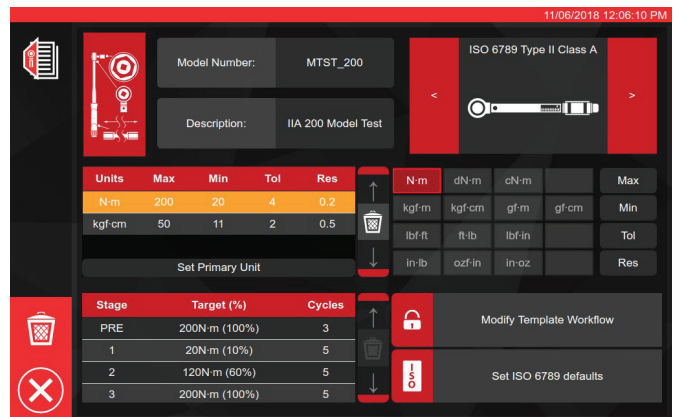 11/06/2018 12:06:10 PM
Model Number: MTST_200
Description: IIA 200 Model Test
ISO 6789 Type II Class A
< >
Units Max Min Tol Res
N·m 200 20 4 0.2
kgf·cm 50 11 2 0.5
Set Primary Unit
N·m dN·m cN·m Max
kgf·m kgf·cm gf·m gf·cm Min
lbf·ft ft·lb lbf·in Tol
in·lb ozf·in in·oz Res
Stage Target (%) Cycles
PRE 200N·m (100%) 3
1 20N·m (10%) 5
2 120N·m (60%) 5
3 200N·m (100%) 5
Modify Template Workflow
ISO
Set ISO 6789 defaults